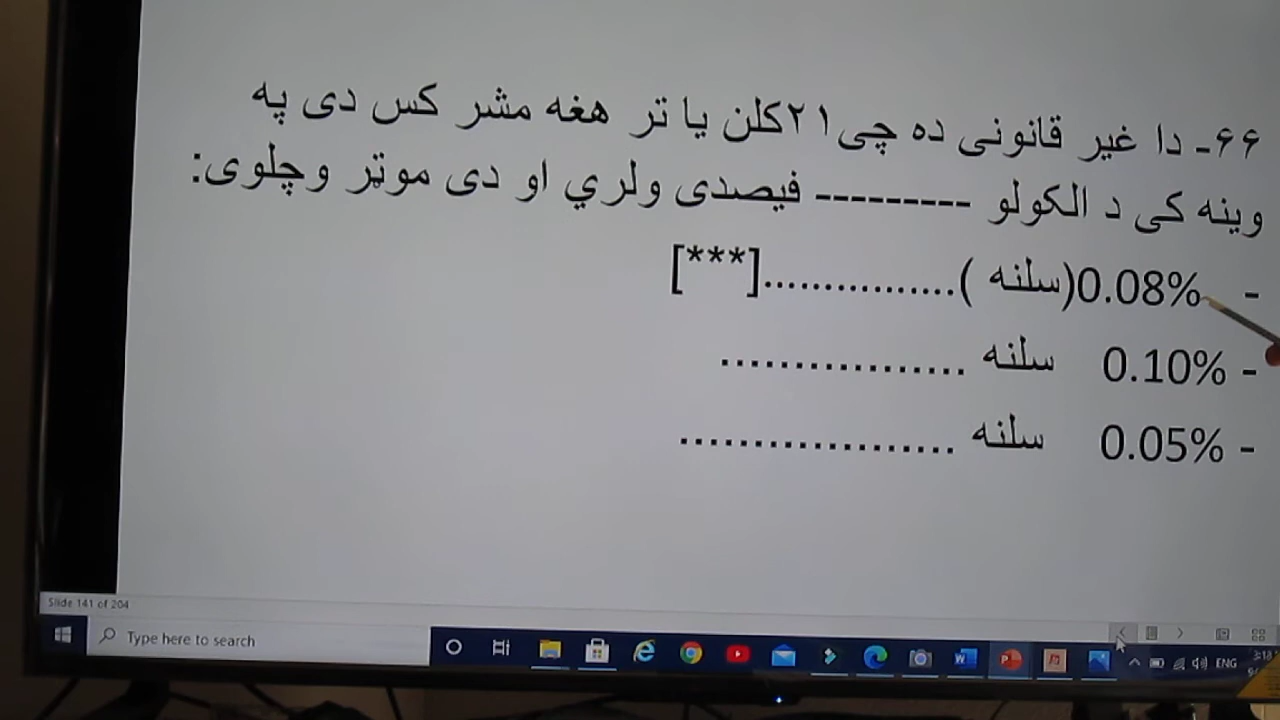 ۶۶- دا غیر قانونی ده چی۲۱کلن یا تر هغه مشر کس دی په
وینه کی د الکولو --------- فیصدی ولري او دی موټر وچلوی:
- 0.08%(سلنه )................[***]
- 0.10% سلنه .................
- 0.05% سلنه ...................
Slide 141 of 204
Type here to search
ENG